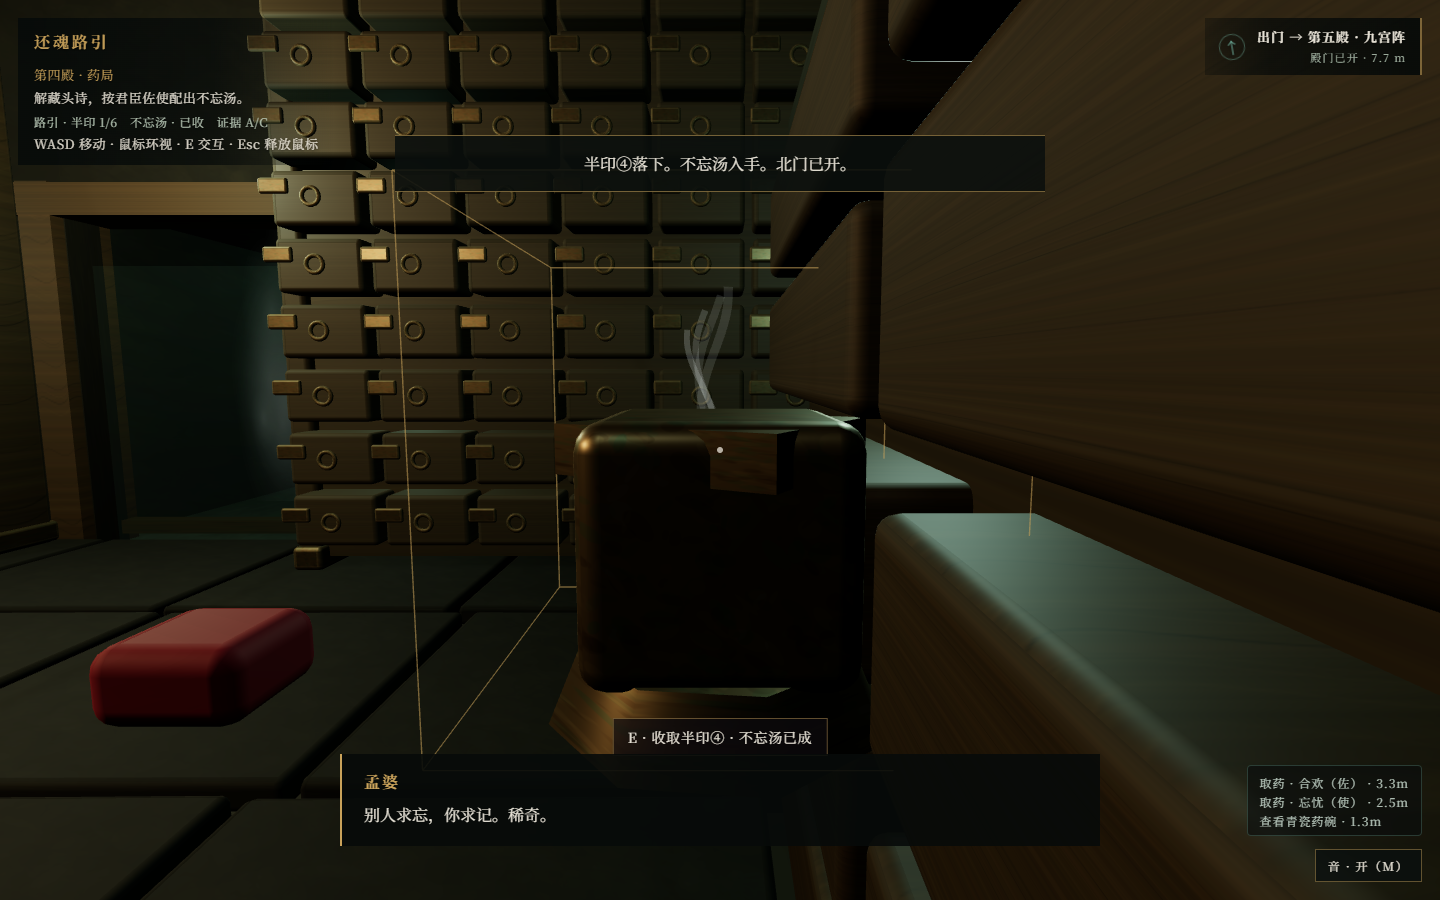 还魂路引
第四殿 · 药局
解藏头诗，按君臣佐使配出不忘汤。
路引 · 半印 1/6 不忘汤 · 已收 证据 A/C
WASD 移动 · 鼠标环视 · E 交互 · Esc 释放鼠标
出门 → 第五殿 · 九宫阵
殿门已开 · 7.7 m
半印④落下。不忘汤入手。北门已开。
E · 收取半印④ · 不忘汤已成
孟婆
别人求忘，你求记。稀奇。
取药 · 合欢（佐） · 3.3m
取药 · 忘忧（使） · 2.5m
查看青瓷药碗 · 1.3m
音 · 开（M）